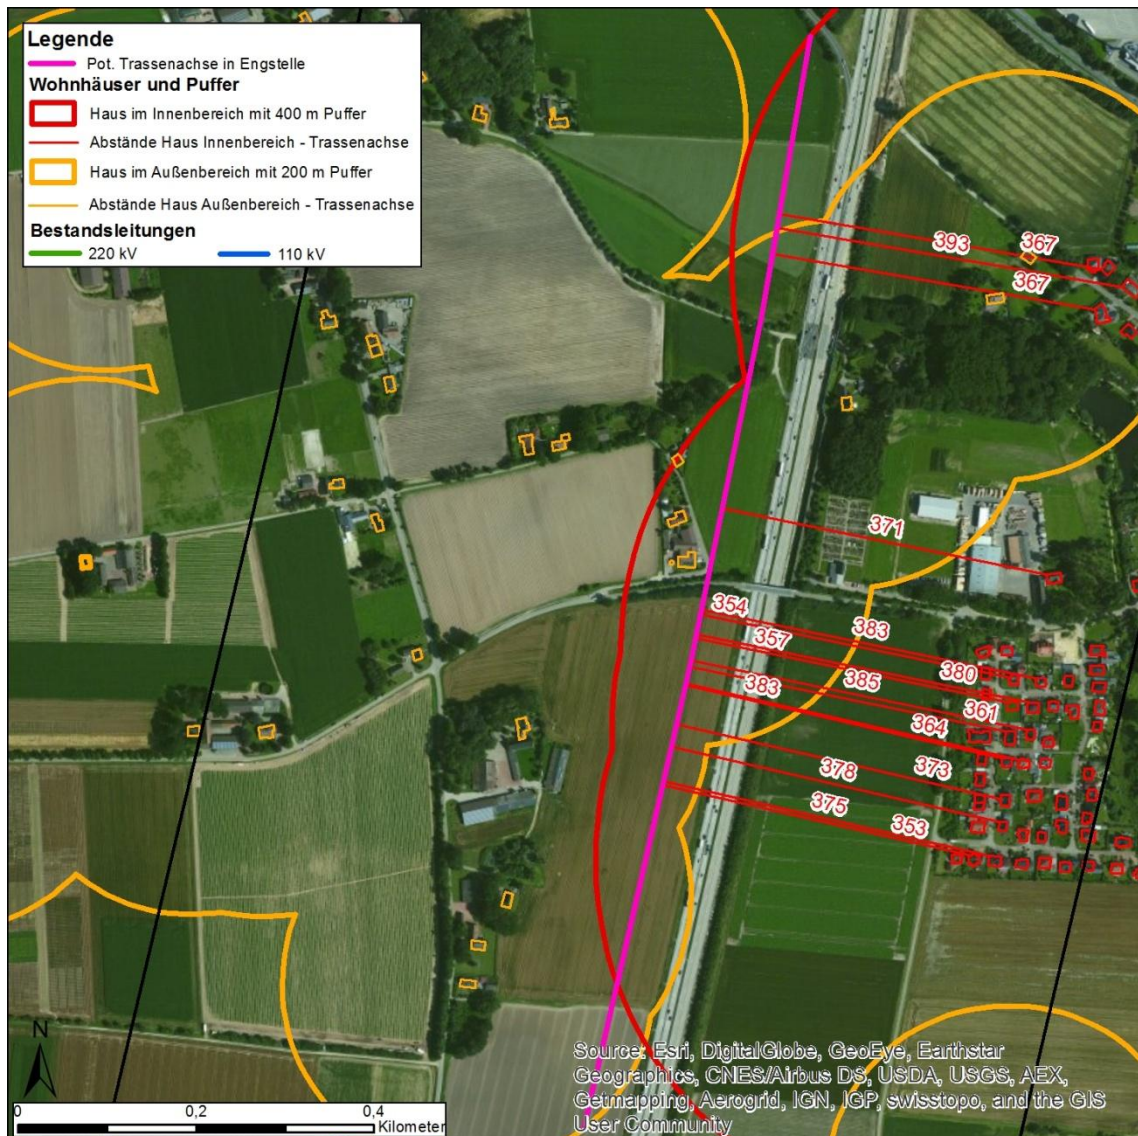 Legende
Pot. Trassenachse in Engstelle
Wohnhäuser und Puffer
Haus im Innenbereich mit 400 m Puffer
Abstände Haus Innenbereich - Trassenachse
Haus im Außenbereich mit 200 m Puffer
Abstände Haus Außenbereich - Trassenachse
Bestandsleitungen
220 kV 110 kV
393 367
367
371
354
383
357
380
385
383
361
364
373
378
375
353
N
0 0,2 0,4
Kilometer
Source: Esri, DigitalGlobe, GeoEye, Earthstar
Geographics, CNES/Airbus DS, USDA, USGS, AEX,
Getmapping, Aerogrid, IGN, IGP, swisstopo, and the GIS
User Community